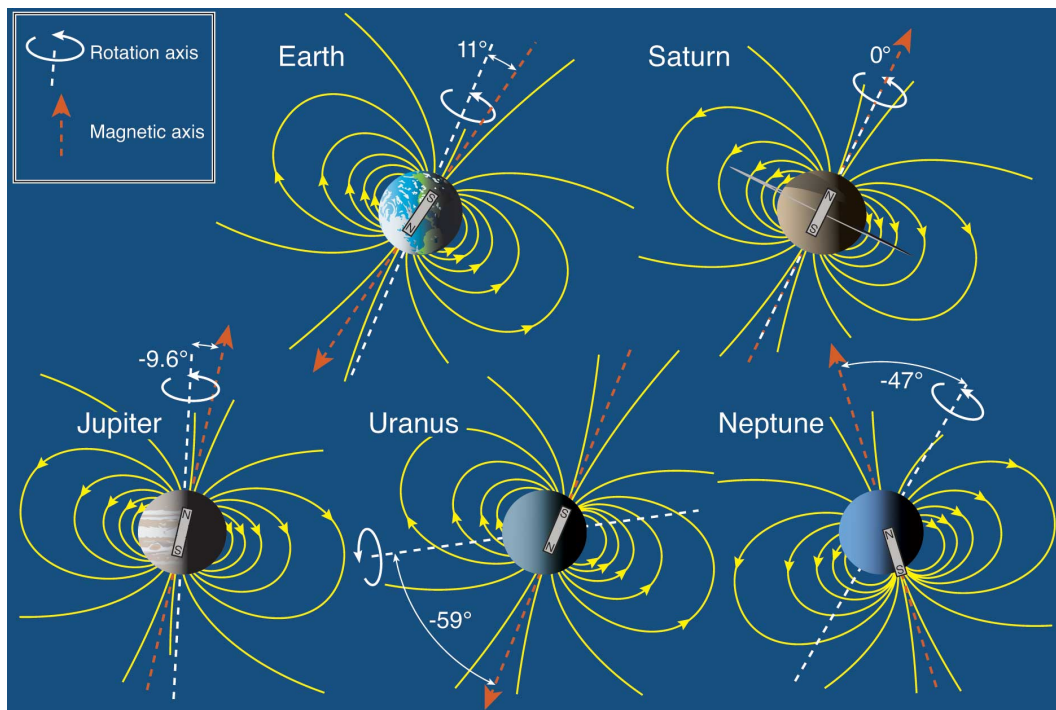 Rotation axis
Magnetic axis
Earth
11°
S
N
Saturn
0°
N
S
Jupiter
-9.6°
N
S
Uranus
-59°
S
N
Neptune
-47°
N
S